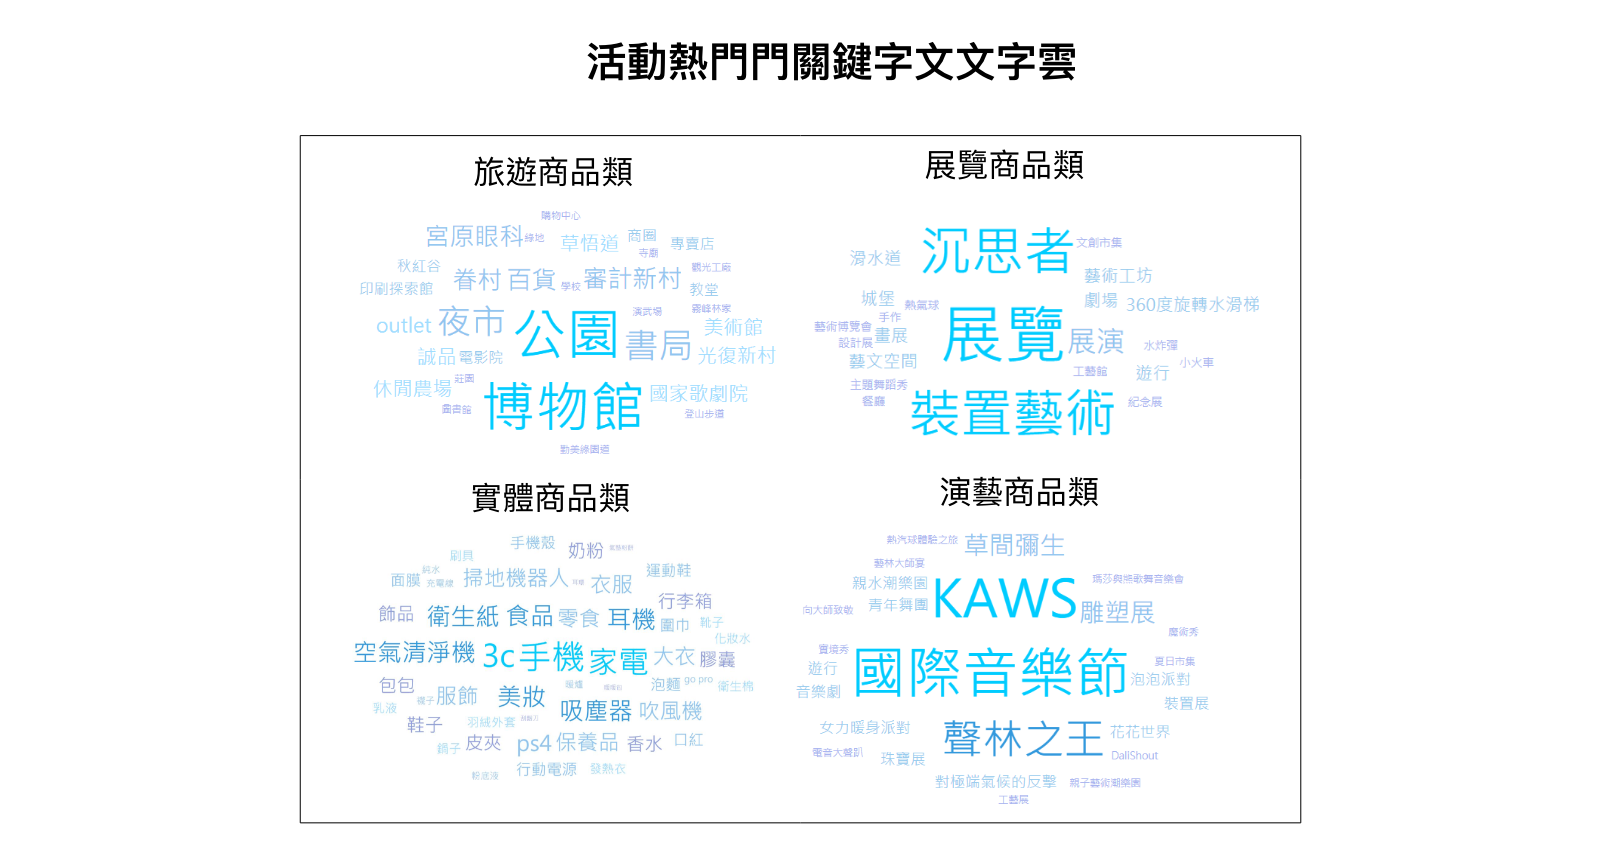 活動熱門門關鍵字文文字雲
旅遊商品類
購物中心
宮原眼科 綠地 草悟道 商圈 專賣店
寺廟
秋紅谷 眷村 百貨 學校 審計新村 觀光工廠
印刷探索館 教堂
outlet 夜市 公園 演武場 書局 霧峰林家 美術館
誠品 電影院 光復新村
休閒農場 莊園 博物館 國家歌劇院
圖書館 登山步道
勤美綠園道
展覽商品類
滑水道 沉思者 文創市集
藝術工坊
城堡 熱氣球 劇場 360度旋轉水滑梯
手作
藝術博覽會 畫展 展覽 展演
設計展 水炸彈
藝文空間 工藝館 遊行 小火車
主題舞蹈秀
餐廳 裝置藝術 紀念展
實體商品類
手機殼 奶粉
刷具
純水
面膜 充電線 掃地機器人 耳環 衣服 運動鞋
飾品 衛生紙 食品 零食 耳機 行李箱
圍巾 靴子
化妝水
空氣清淨機 3c 手機 家電 大衣 膠囊
包包 襪子 服飾 美妝 暖爐 泡麵 go pro 衛生棉
乳液 吸塵器 吹風機
鞋子 羽絨外套
鍋子 皮夾 ps4 保養品 香水 口紅
粉底液 行動電源 發熱衣
演藝商品類
熱汽球體驗之旅 草間彌生
藝林大師宴
親水潮樂園 KAWS 瑪莎與熊歌舞音樂會
向大師致敬 青年舞團 雕塑展
魔術秀
實境秀 國際音樂節 夏日市集
遊行 泡泡派對
音樂劇 裝置展
女力暖身派對 聲林之王 花花世界
電音大聲趴 珠寶展 DaliShout
對極端氣候的反擊 親子藝術潮樂園
工藝展